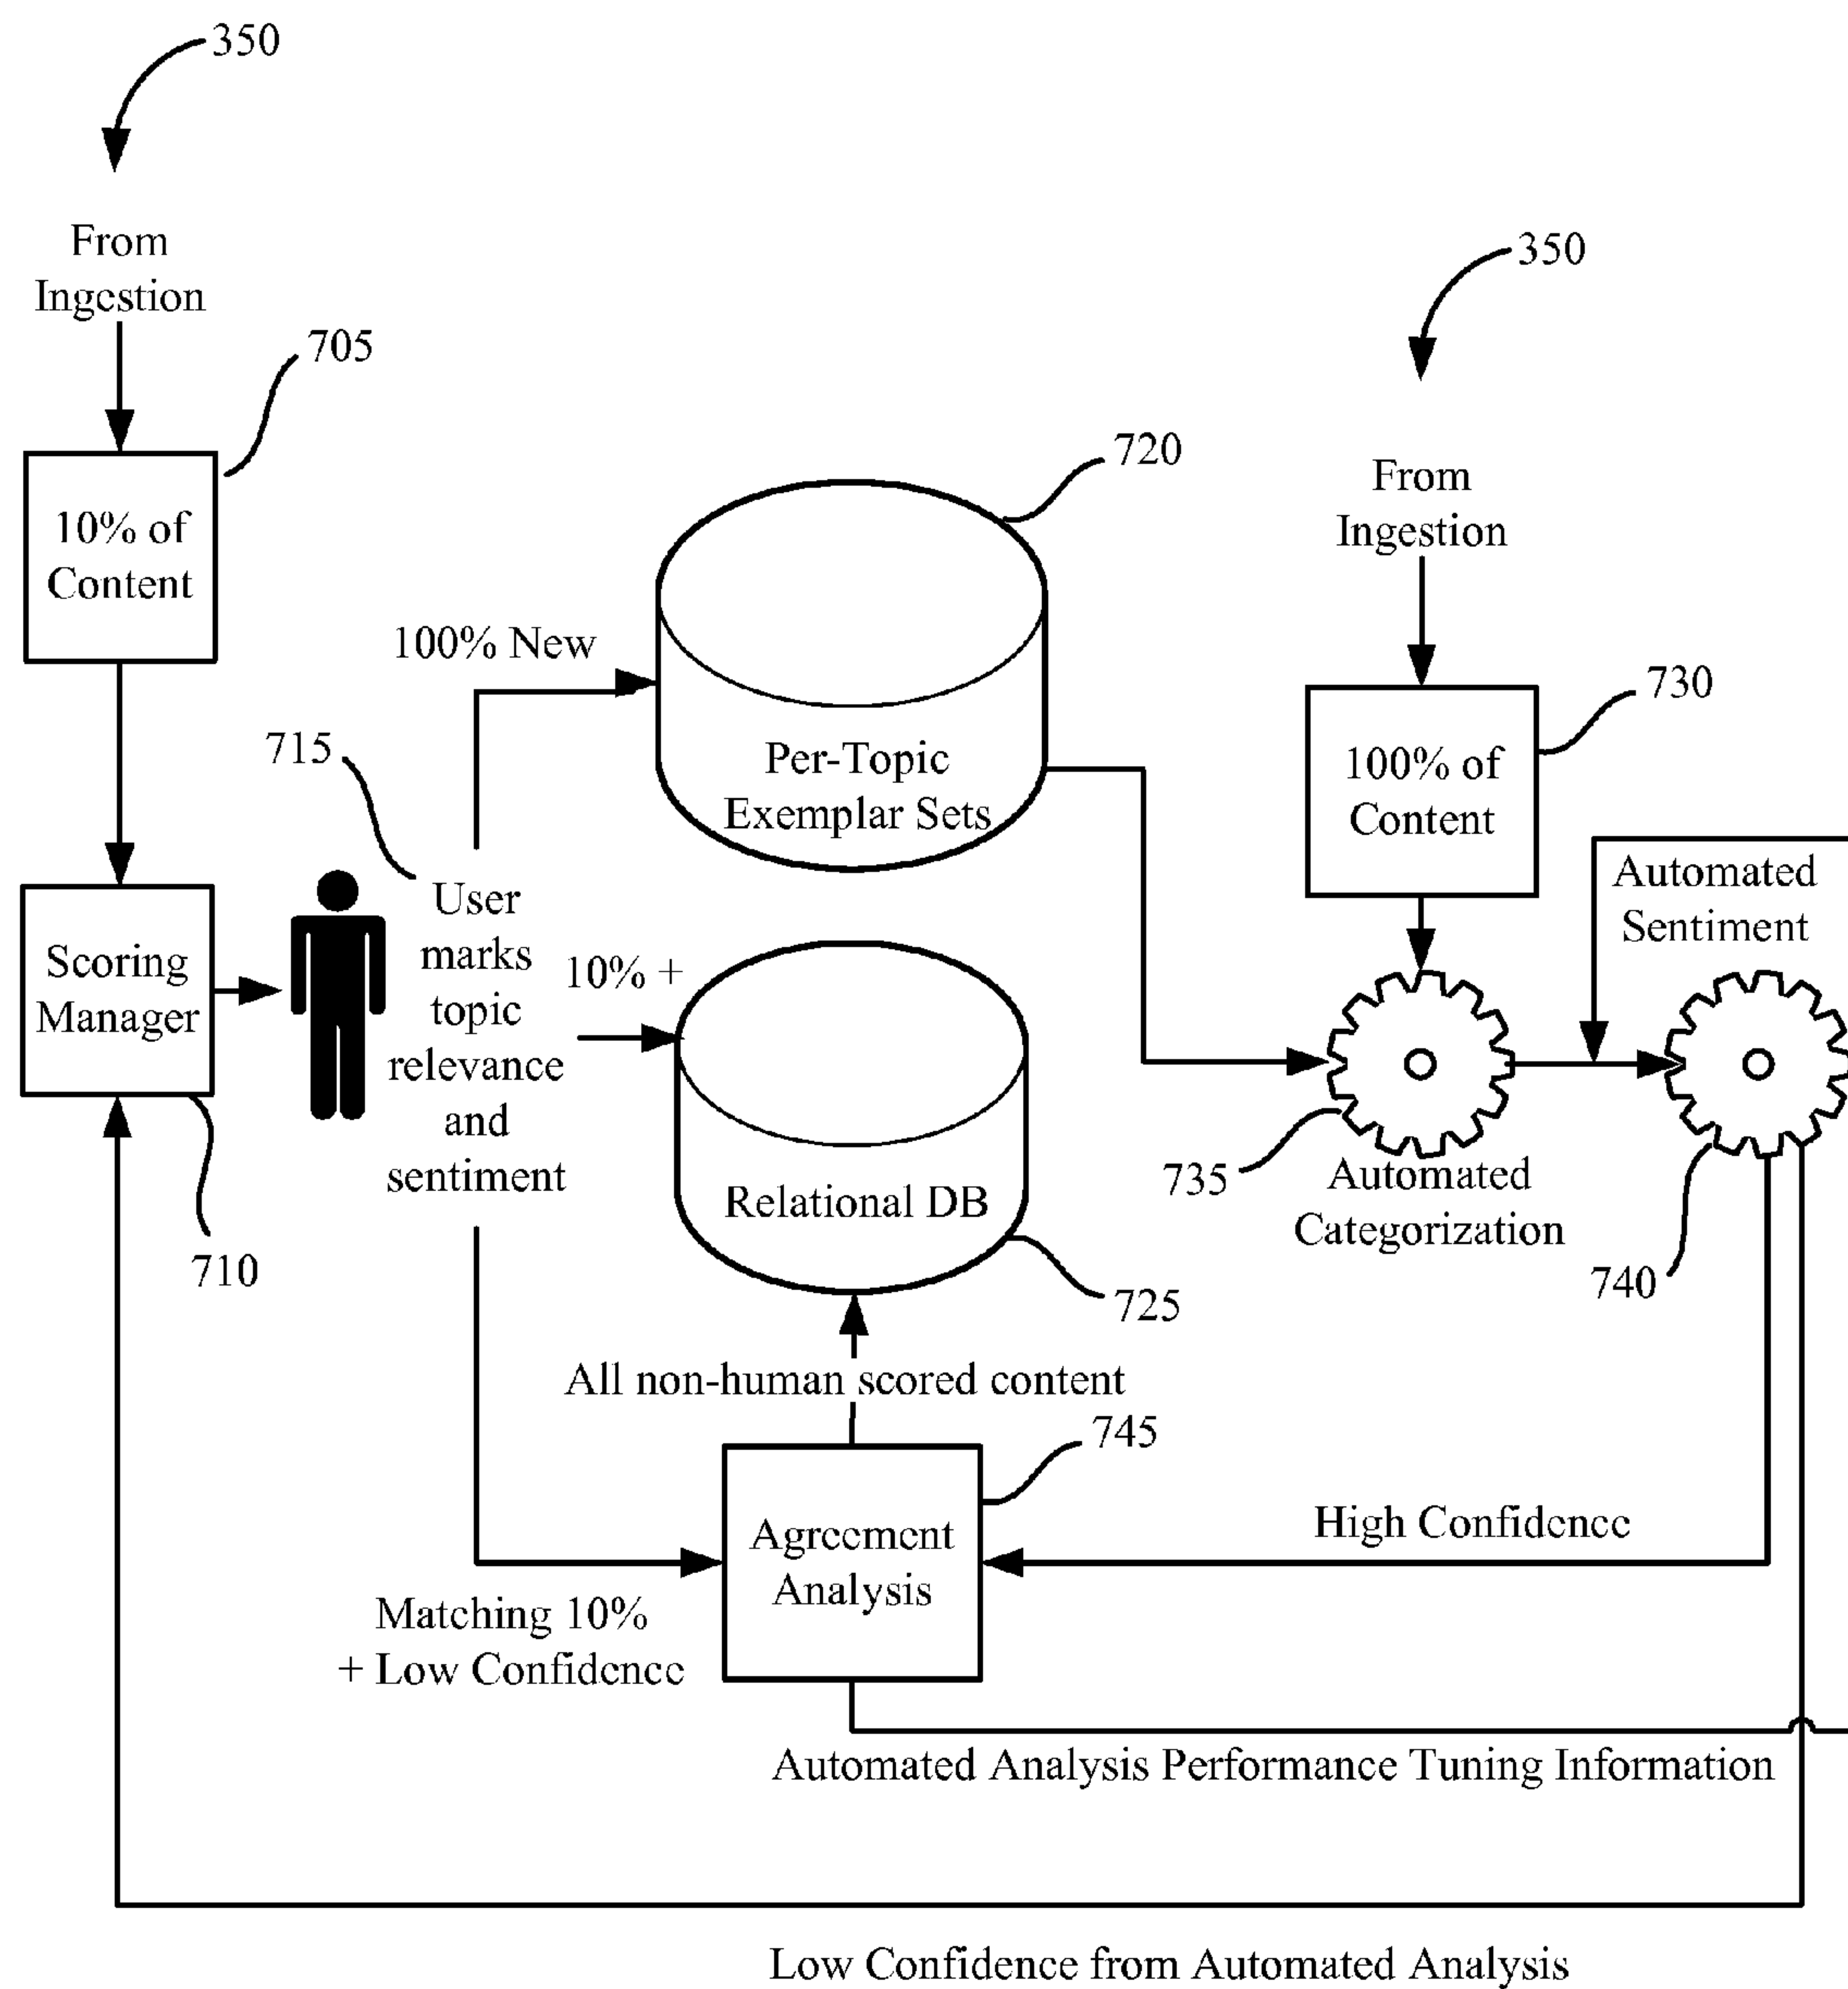 350
From
Ingestion
705
10% of
Content
Scoring
Manager
710
715
User
marks
topic
relevance
and
sentiment
100% New
720
Per-Topic
Exemplar Sets
10% +
Relational DB
725
All non-human scored content
745
Agreement
Analysis
Matching 10%
+ Low Confidence
350
From
Ingestion
730
100% of
Content
Automated
Sentiment
735
Automated
Categorization
740
High Confidence
Automated Analysis Performance Tuning Information
Low Confidence from Automated Analysis